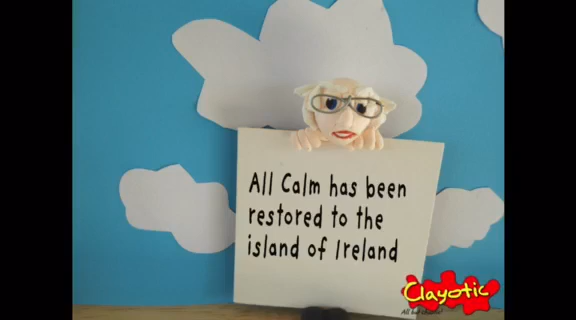 All Calm has been
restored to the
island of Ireland
Clayotic